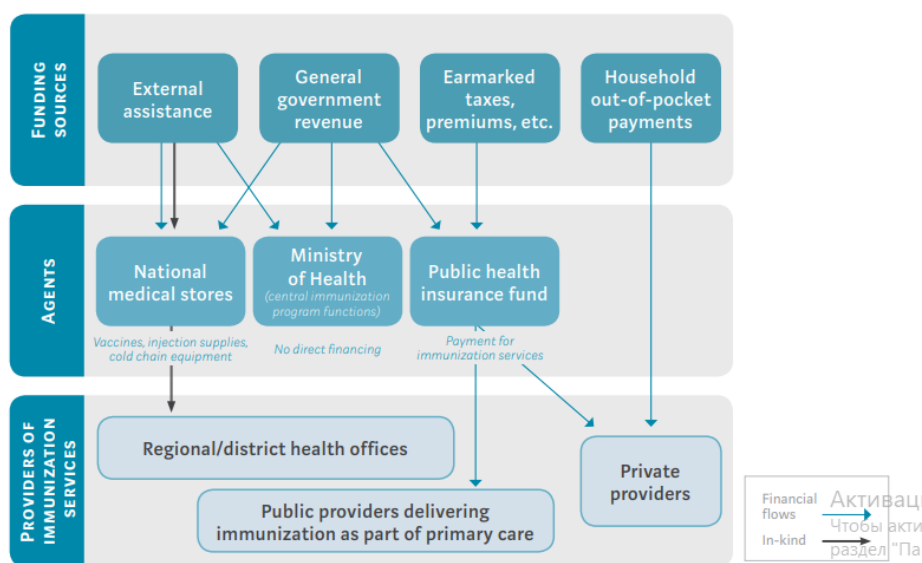 FUNDING
SOURCES
External
assistance
General
government
revenue
Earmarked
taxes,
premiums, etc.
Household
out-of-pocket
payments
AGENTS
National
medical stores
Ministry
of Health
(central immunization
program functions)
Public health
insurance fund
Vaccines, injection supplies,
cold chain equipment
No direct financing
Payment for
immunization services
PROVIDERS OF
IMMUNIZATION
SERVICES
Regional/district health offices
Public providers delivering
immunization as part of primary care
Private
providers
Financial
flows
In-kind
Чтобы
раздел